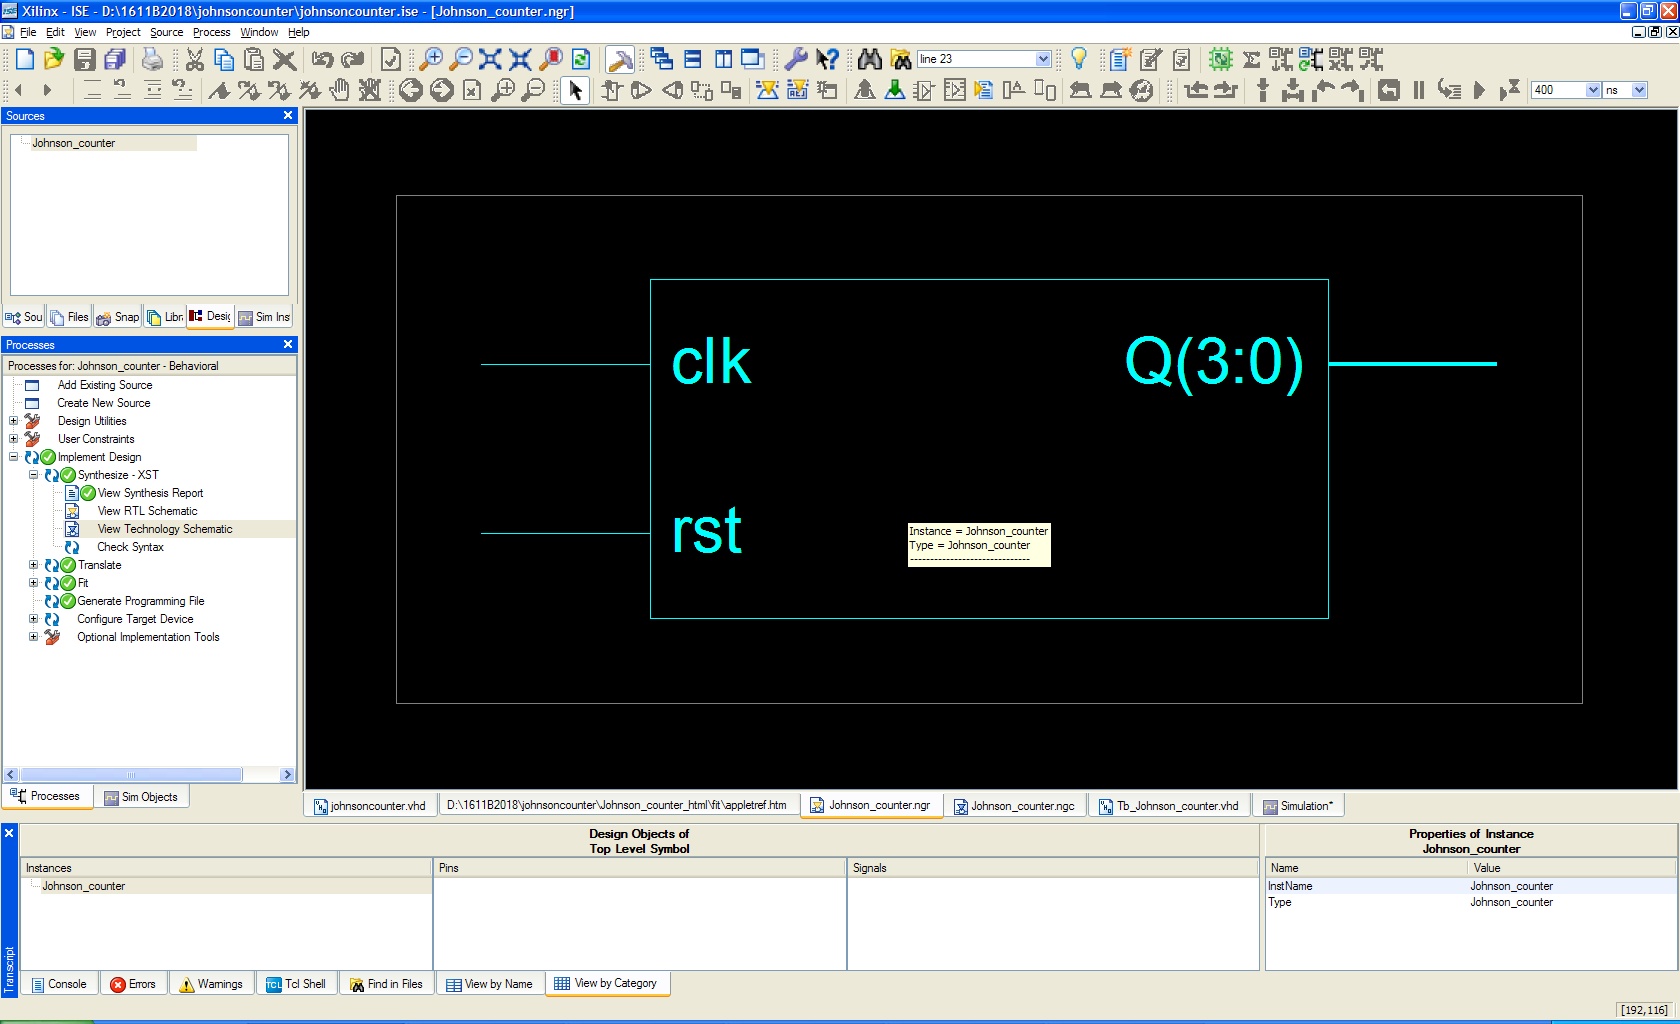 Xilinx - ISE - D:\1611B2018\johnsoncounter\johnsoncounter.ise - [Johnson_counter.ngr]
File Edit View Project Source Process Window Help
line 23
400 ns
Sources
Johnson_counter
Sou Files Snap Libr Desig Sim Ins
Processes
Processes for: Johnson_counter - Behavioral
Add Existing Source
Create New Source
Design Utilities
User Constraints
Implement Design
Synthesize - XST
View Synthesis Report
View RTL Schematic
View Technology Schematic
Check Syntax
Translate
Fit
Generate Programming File
Configure Target Device
Optional Implementation Tools
Processes Sim Objects
clk Q(3:0)
rst
Instance = Johnson_counter
Type = Johnson_counter
------------------------------
johnsoncounter.vhd D:\1611B2018\johnsoncounter\Johnson_counter_html\fit\appletref.htm Johnson_counter.ngr Johnson_counter.ngc Tb_Johnson_counter.vhd Simulation*
Transcript
Design Objects of
Top Level Symbol
Instances Pins Signals
Johnson_counter
Properties of Instance
Johnson_counter
Name Value
InstName Johnson_counter
Type Johnson_counter
Console Errors Warnings TCL Tcl Shell Find in Files View by Name View by Category
[192,116]